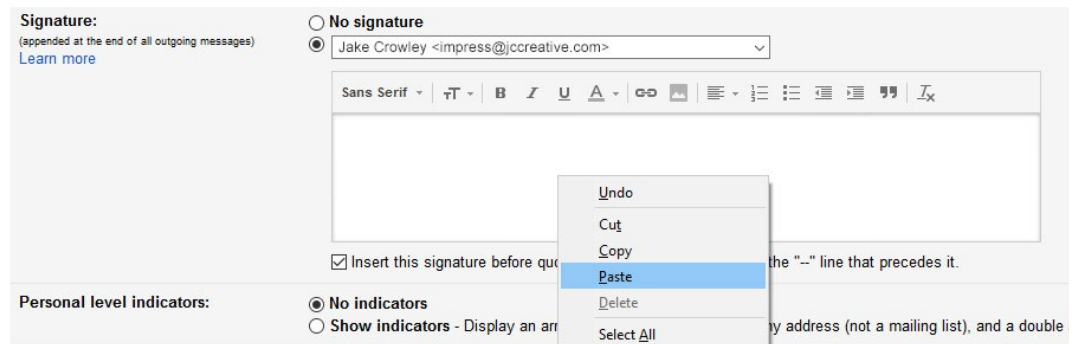 Signature:
(appended at the end of all outgoing messages)
Learn more
No signature
Jake Crowley <impress@jccreative.com>
Sans Serif
B I U A
Undo
Cut
Copy
Paste
Delete
Select All
Insert this signature before quo
the "--" line that precedes it.
Personal level indicators:
No indicators
Show indicators - Display an arr
y address (not a mailing list), and a double